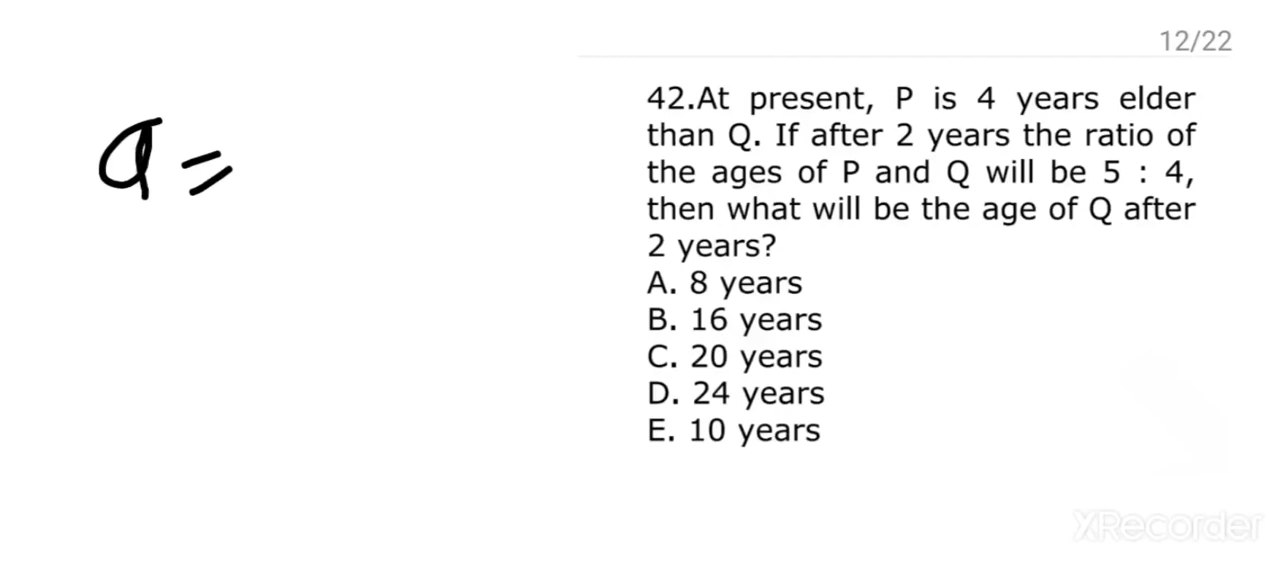 12/22
Q =
42.At present, P is 4 years elder
than Q. If after 2 years the ratio of
the ages of P and Q will be 5 : 4,
then what will be the age of Q after
2 years?
A. 8 years
B. 16 years
C. 20 years
D. 24 years
E. 10 years
XRecorder